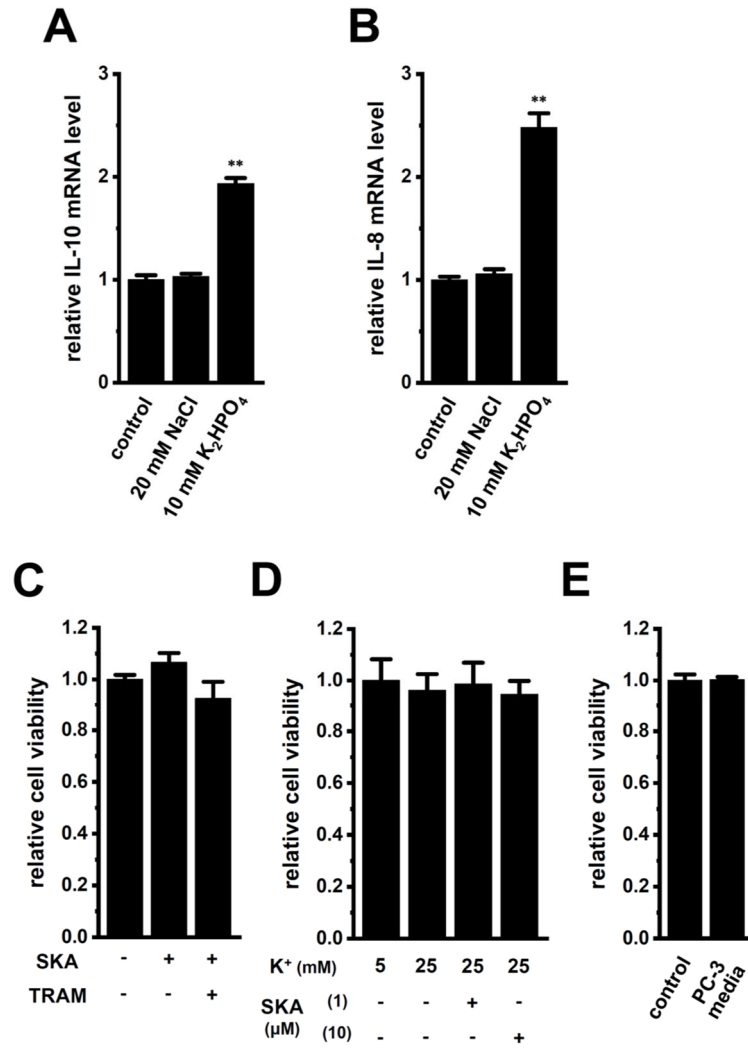 A
relative IL-10 mRNA level
3
2
1
0
**
control
20 mM NaCl
10 mM K₂HPO₄
B
relative IL-8 mRNA level
3
2
1
0
**
control
20 mM NaCl
10 mM K₂HPO₄
C
relative cell viability
1.2
1.0
0.8
0.6
0.4
0.2
0.0
SKA - + +
TRAM - - +
D
relative cell viability
1.2
1.0
0.8
0.6
0.4
0.2
0.0
K⁺ (mM) 5 25 25 25
SKA (1) - - + -
(μM) (10) - - - +
E
relative cell viability
1.2
1.0
0.8
0.6
0.4
0.2
0.0
control
PC-3
media